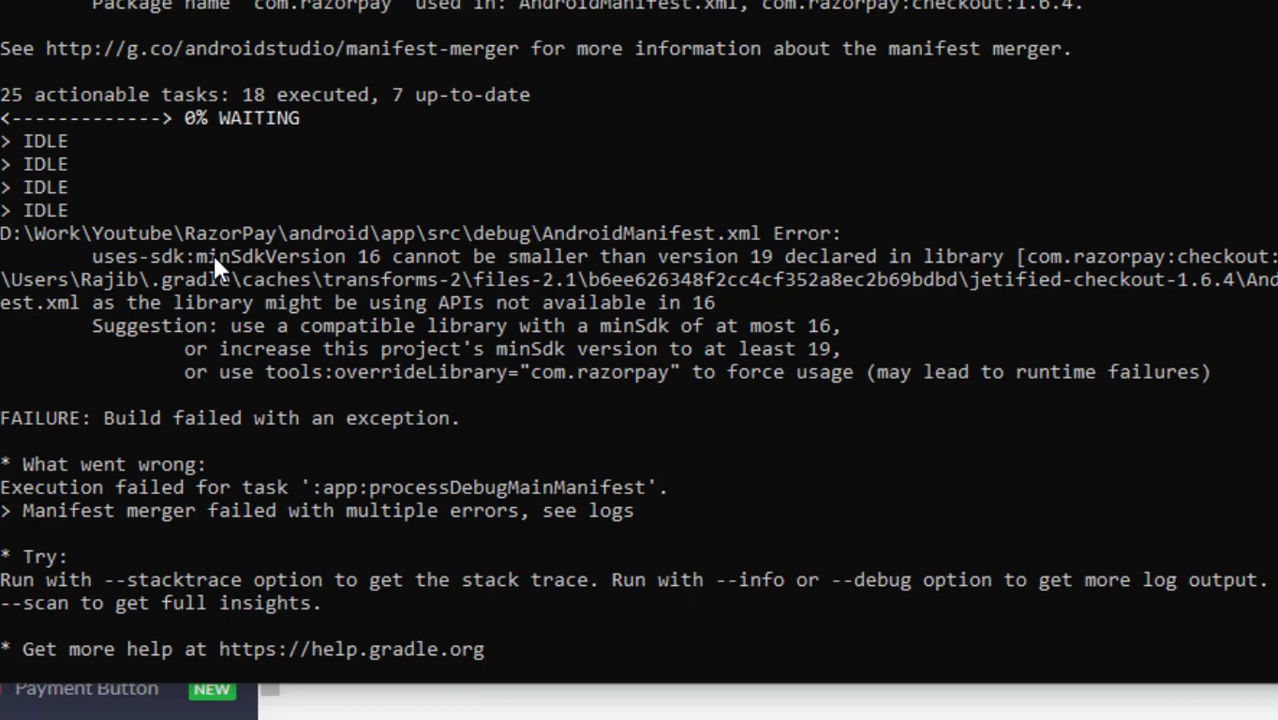 Package name 'com.razorpay' used in: AndroidManifest.xml, com.razorpay:checkout:1.6.4.
See http://g.co/androidstudio/manifest-merger for more information about the manifest merger.
25 actionable tasks: 18 executed, 7 up-to-date
<-------------> 0% WAITING
> IDLE
> IDLE
> IDLE
> IDLE
D:\Work\Youtube\RazorPay\android\app\src\debug\AndroidManifest.xml Error:
uses-sdk:minSdkVersion 16 cannot be smaller than version 19 declared in library [com.razorpay:checkout:
\Users\Rajib\.gradle\caches\transforms-2\files-2.1\b6ee626348f2cc4cf352a8ec2b69bdbd\jetified-checkout-1.6.4\And
est.xml as the library might be using APIs not available in 16
Suggestion: use a compatible library with a minSdk of at most 16,
or increase this project's minSdk version to at least 19,
or use tools:overrideLibrary="com.razorpay" to force usage (may lead to runtime failures)
FAILURE: Build failed with an exception.
* What went wrong:
Execution failed for task ':app:processDebugMainManifest'.
> Manifest merger failed with multiple errors, see logs
* Try:
Run with --stacktrace option to get the stack trace. Run with --info or --debug option to get more log output.
--scan to get full insights.
* Get more help at https://help.gradle.org
Payment Button NEW